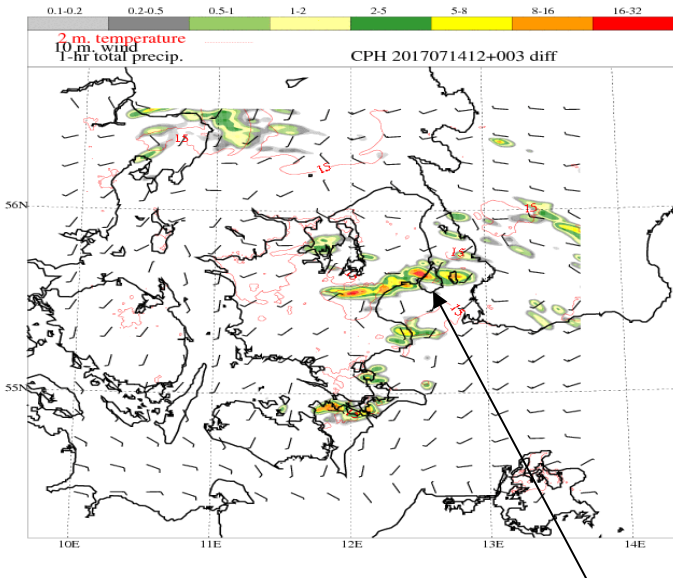 0.1-0.2 0.2-0.5 0.5-1 1-2 2-5 5-8 8-16 16-32
2 m. temperature
10 m. wind
1-hr total precip. CPH 2017071412+003 diff
15
15
56N
15
15
15
55N
10E 11E 12E 13E 14E